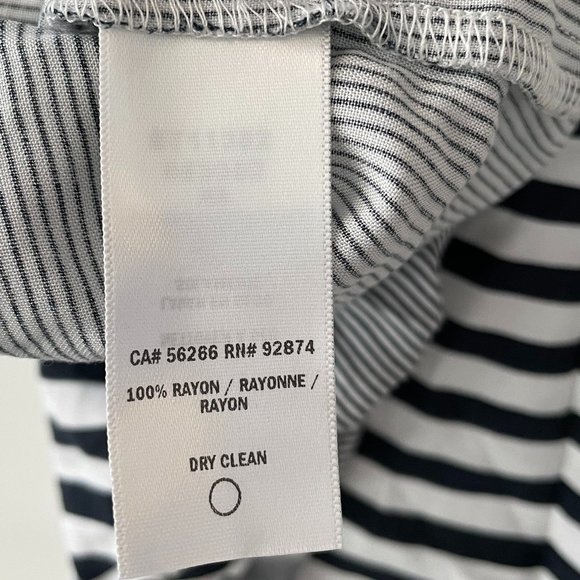 CA# 56266 RN# 92874
100% RAYON / RAYONNE /
RAYON
DRY CLEAN